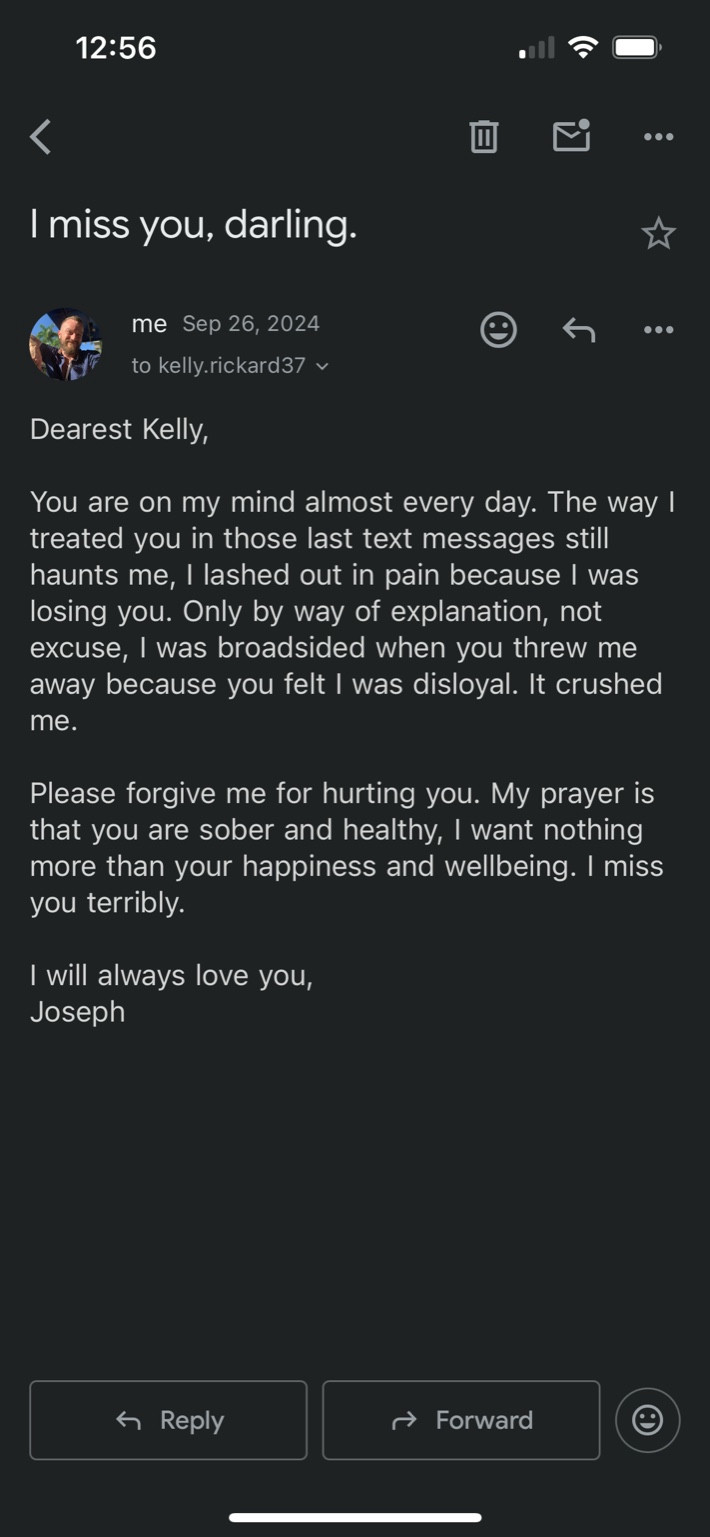 12:56
I miss you, darling.
me Sep 26, 2024
to kelly.rickard37
Dearest Kelly,
You are on my mind almost every day. The way I
treated you in those last text messages still
haunts me, I lashed out in pain because I was
losing you. Only by way of explanation, not
excuse, I was broadsided when you threw me
away because you felt I was disloyal. It crushed
me.
Please forgive me for hurting you. My prayer is
that you are sober and healthy, I want nothing
more than your happiness and wellbeing. I miss
you terribly.
I will always love you,
Joseph
Reply
Forward